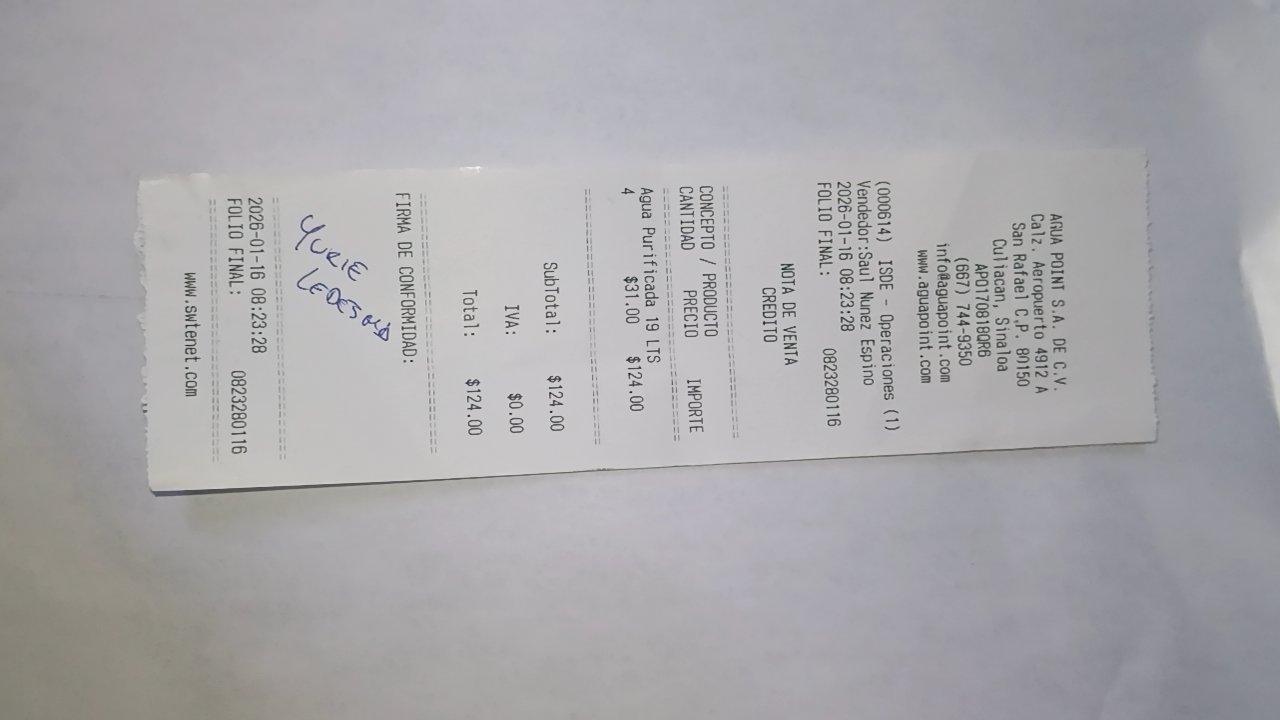 AGUA POINT S.A. DE C.V.
Calz. Aeropuerto 4912 A
San Rafael C.P. 80150
Culiacan, Sinaloa
APO170818QR6
(667) 744-9350
info@aguapoint.com
www.aguapoint.com
(000614) ISDE - Operaciones (1)
Vendedor:Saul Nunez Espino
2026-01-16 08:23:28
FOLIO FINAL: 0823280116
NOTA DE VENTA
CREDITO
CONCEPTO / PRODUCTO
CANTIDAD PRECIO IMPORTE
Agua Purificada 19 LTS
4 $31.00 $124.00
SubTotal: $124.00
IVA: $0.00
Total: $124.00
FIRMA DE CONFORMIDAD:
YURIE
LEDESMA
2026-01-16 08:23:28
FOLIO FINAL: 0823280116
www.swtenet.com